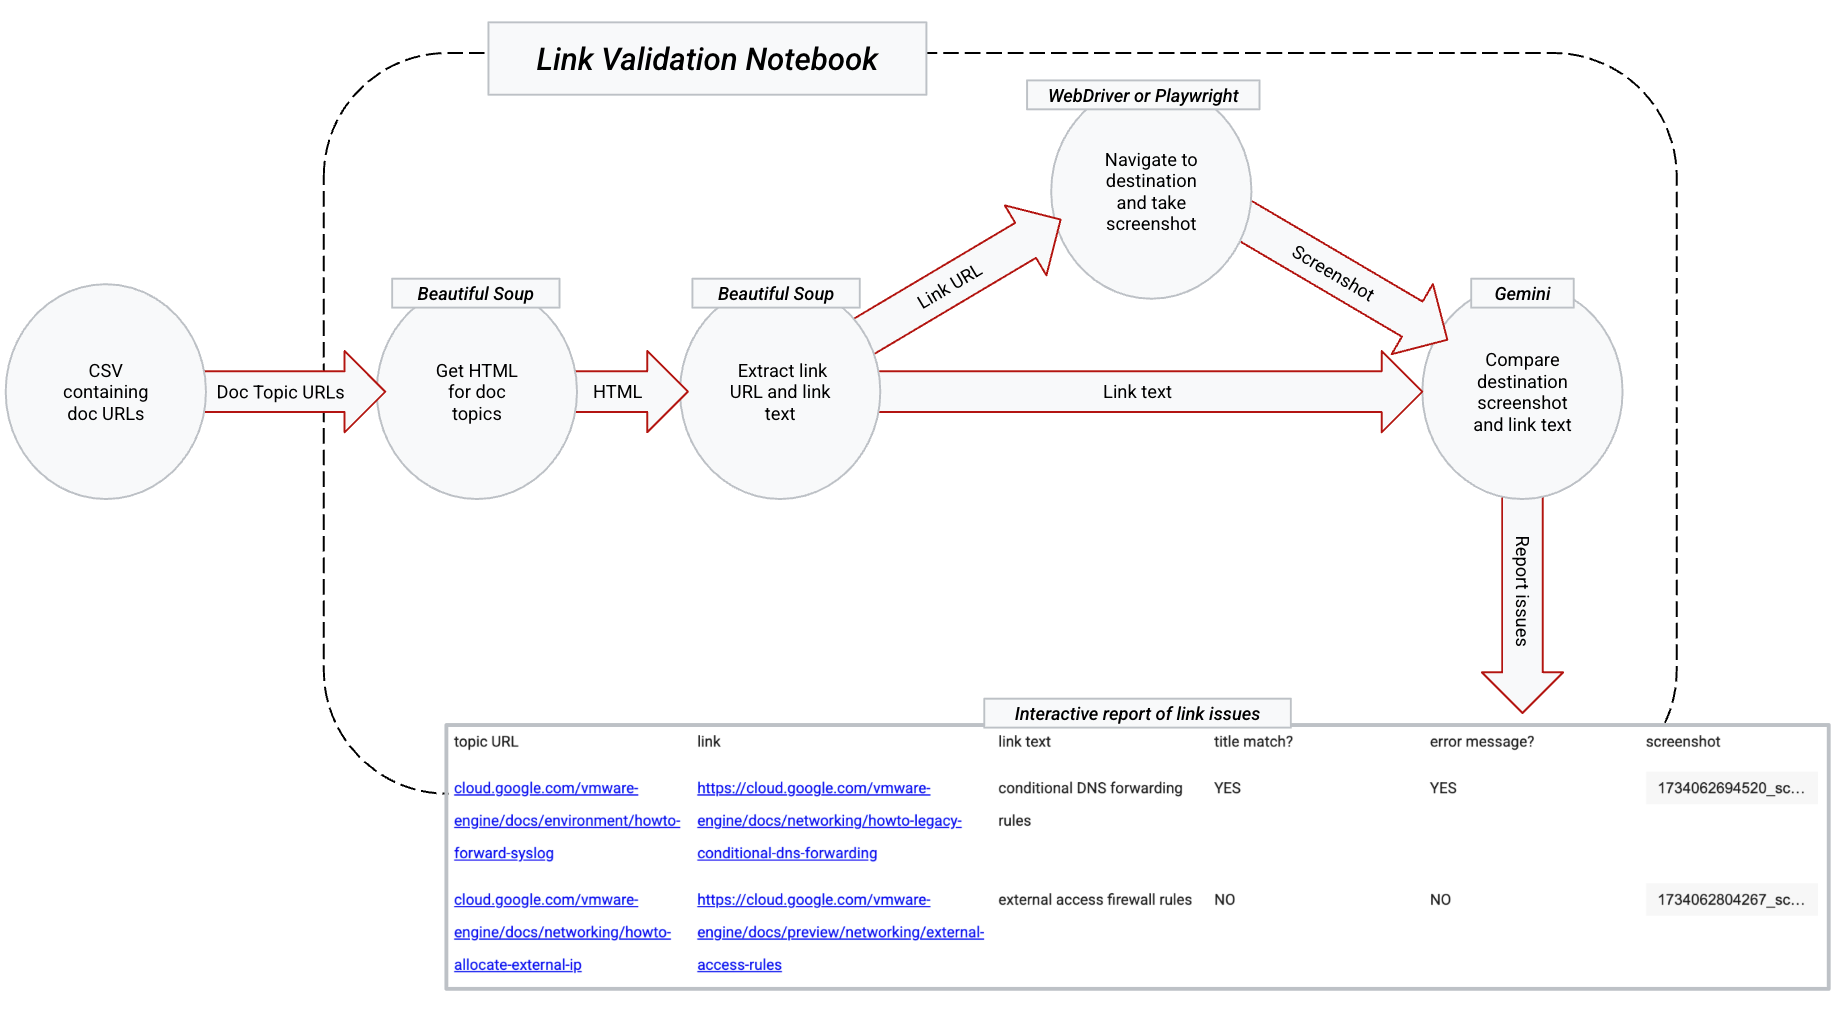 Link Validation Notebook
WebDriver or Playwright
Navigate to
destination
and take
screenshot
Link URL
Screenshot
Beautiful Soup
Beautiful Soup
Gemini
CSV
containing
doc URLs
Doc Topic URLs
Get HTML
for doc
topics
HTML
Extract link
URL and link
text
Link text
Compare
destination
screenshot
and link text
Report issues
Interactive report of link issues
topic URL link link text title match? error message? screenshot
cloud.google.com/vmware- https://cloud.google.com/vmware- conditional DNS forwarding YES YES 1734062694520_sc...
engine/docs/environment/howto- engine/docs/networking/howto-legacy- rules
forward-syslog conditional-dns-forwarding
cloud.google.com/vmware- https://cloud.google.com/vmware- external access firewall rules NO NO 1734062804267_sc...
engine/docs/networking/howto- engine/docs/preview/networking/external-
allocate-external-ip access-rules